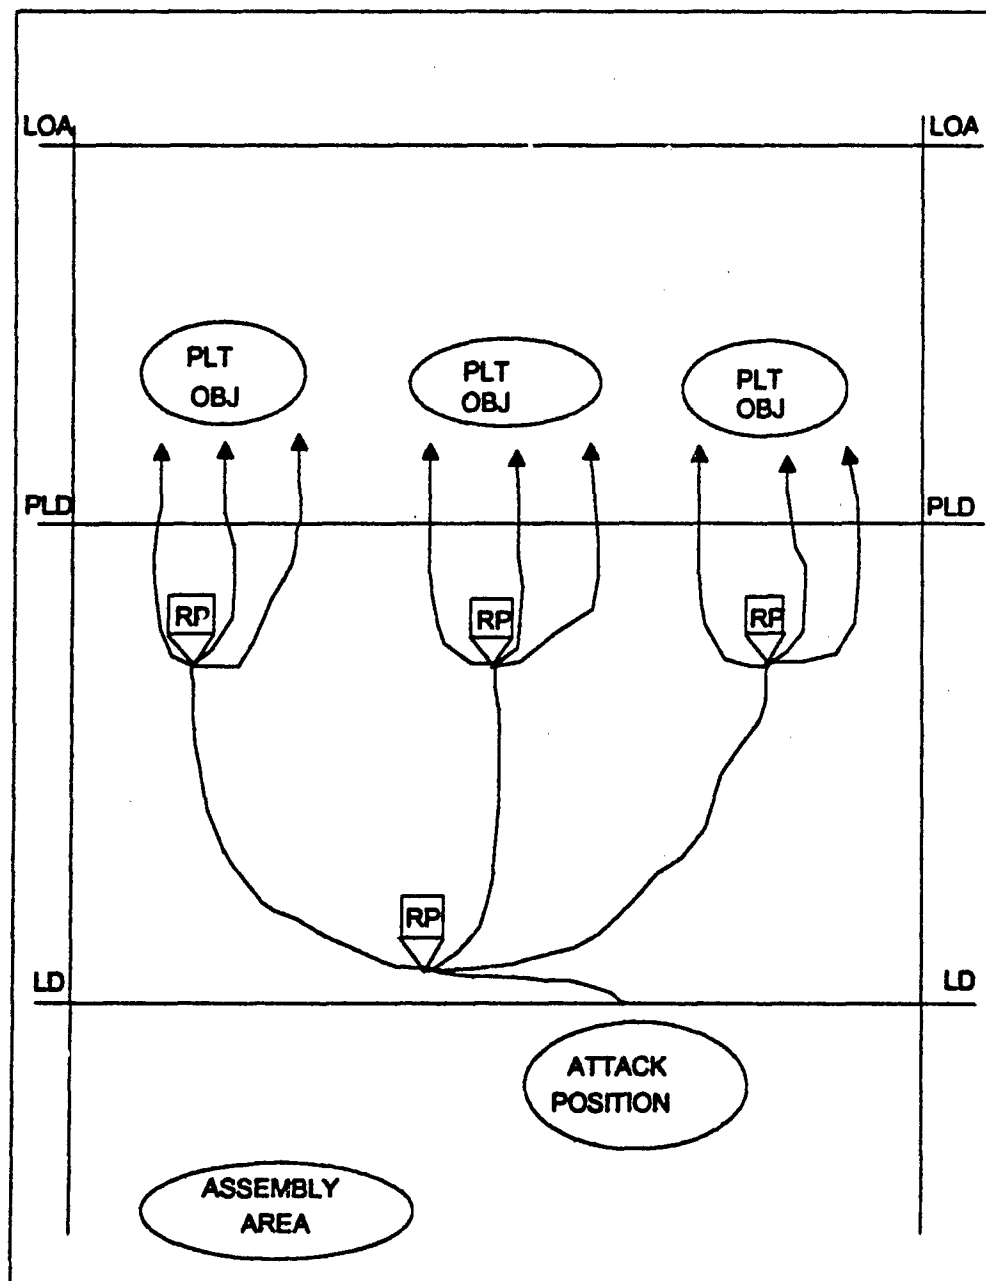 LOA
LOA
PLT
OBJ
PLT
OBJ
PLT
OBJ
PLD
PLD
RP
RP
RP
RP
LD
LD
ATTACK
POSITION
ASSEMBLY
AREA